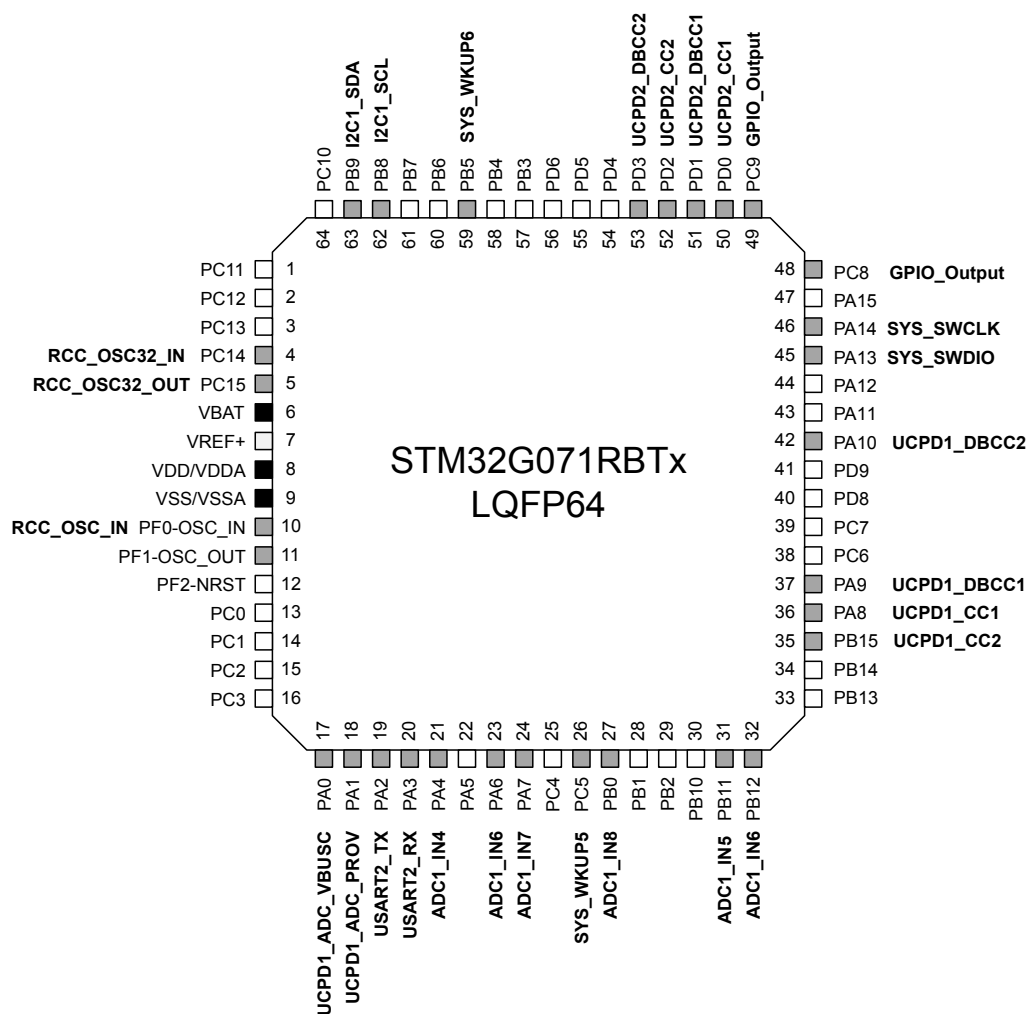 I2C1_SDA
I2C1_SCL
SYS_WKUP6
UCPD2_DBCC2
UCPD2_CC2
UCPD2_DBCC1
UCPD2_CC1
GPIO_Output
PC10
PB9
PB8
PB7
PB6
PB5
PB4
PB3
PD6
PD5
PD4
PD3
PD2
PD1
PD0
PC9
64
63
62
61
60
59
58
57
56
55
54
53
52
51
50
49
PC11 1
PC12 2
PC13 3
RCC_OSC32_IN PC14 4
RCC_OSC32_OUT PC15 5
VBAT 6
VREF+ 7
VDD/VDDA 8
VSS/VSSA 9
RCC_OSC_IN PF0-OSC_IN 10
PF1-OSC_OUT 11
PF2-NRST 12
PC0 13
PC1 14
PC2 15
PC3 16
STM32G071RBTx
LQFP64
48 PC8 GPIO_Output
47 PA15
46 PA14 SYS_SWCLK
45 PA13 SYS_SWDIO
44 PA12
43 PA11
42 PA10 UCPD1_DBCC2
41 PD9
40 PD8
39 PC7
38 PC6
37 PA9 UCPD1_DBCC1
36 PA8 UCPD1_CC1
35 PB15 UCPD1_CC2
34 PB14
33 PB13
17
18
19
20
21
22
23
24
25
26
27
28
29
30
31
32
PA0
PA1
PA2
PA3
PA4
PA5
PA6
PA7
PC4
PC5
PB0
PB1
PB2
PB10
PB11
PB12
UCPD1_ADC_VBUSC
UCPD1_ADC_PROV
USART2_TX
USART2_RX
ADC1_IN4
ADC1_IN6
ADC1_IN7
SYS_WKUP5
ADC1_IN8
ADC1_IN5
ADC1_IN6